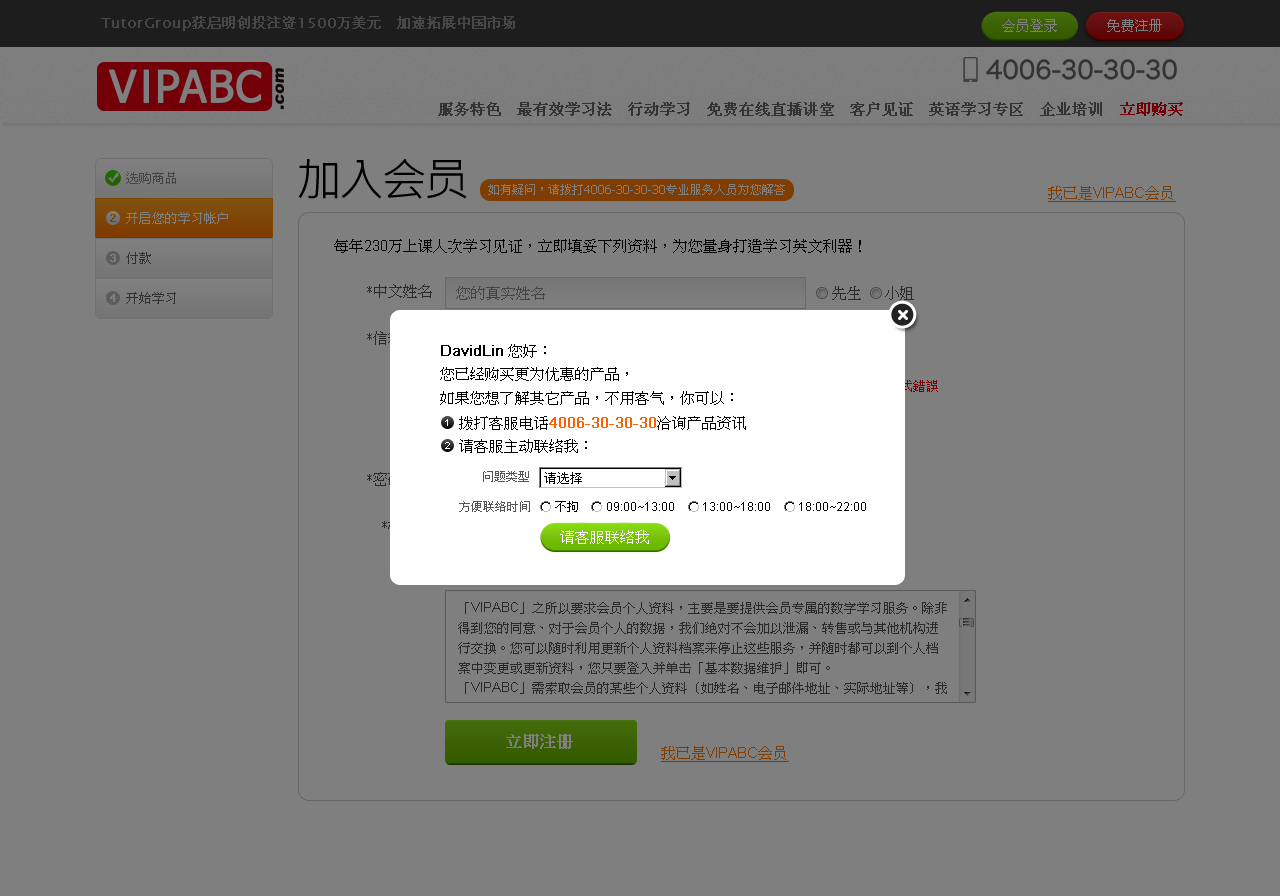 TutorGroup获启明创投注资1500万美元 加速拓展中国市场
会员登录 免费注册
VIPABC.com
4006-30-30-30
服务特色 最有效学习法 行动学习 免费在线直播讲堂 客户见证 英语学习专区 企业培训 立即购买
选购商品
2 开启您的学习帐户
3 付款
4 开始学习
加入会员 如有疑问，请拨打4006-30-30-30专业服务人员为您解答 我已是VIPABC会员
每年230万上课人次学习见证，立即填妥下列资料，为您量身打造学习英文利器！
*中文姓名 您的真实姓名 先生 小姐
DavidLin 您好：
您已经购买更为优惠的产品，
錯誤
如果您想了解其它产品，不用客气，你可以：
1 拨打客服电话4006-30-30-30洽询产品资讯
2 请客服主动联络我：
问题类型 请选择
方便联络时间 不拘 09:00~13:00 13:00~18:00 18:00~22:00
请客服联络我
「VIPABC」之所以要求会员个人资料，主要是要提供会员专属的数字学习服务。除非
得到您的同意、对于会员个人的数据，我们绝对不会加以泄漏、转售或与其他机构进
行交换。您可以随时利用更新个人资料档案来停止这些服务，并随时都可以到个人档
案中变更或更新资料，您只要登入并单击「基本数据维护」即可。
「VIPABC」需索取会员的某些个人资料（如姓名、电子邮件地址、实际地址等），我
立即注册 我已是VIPABC会员